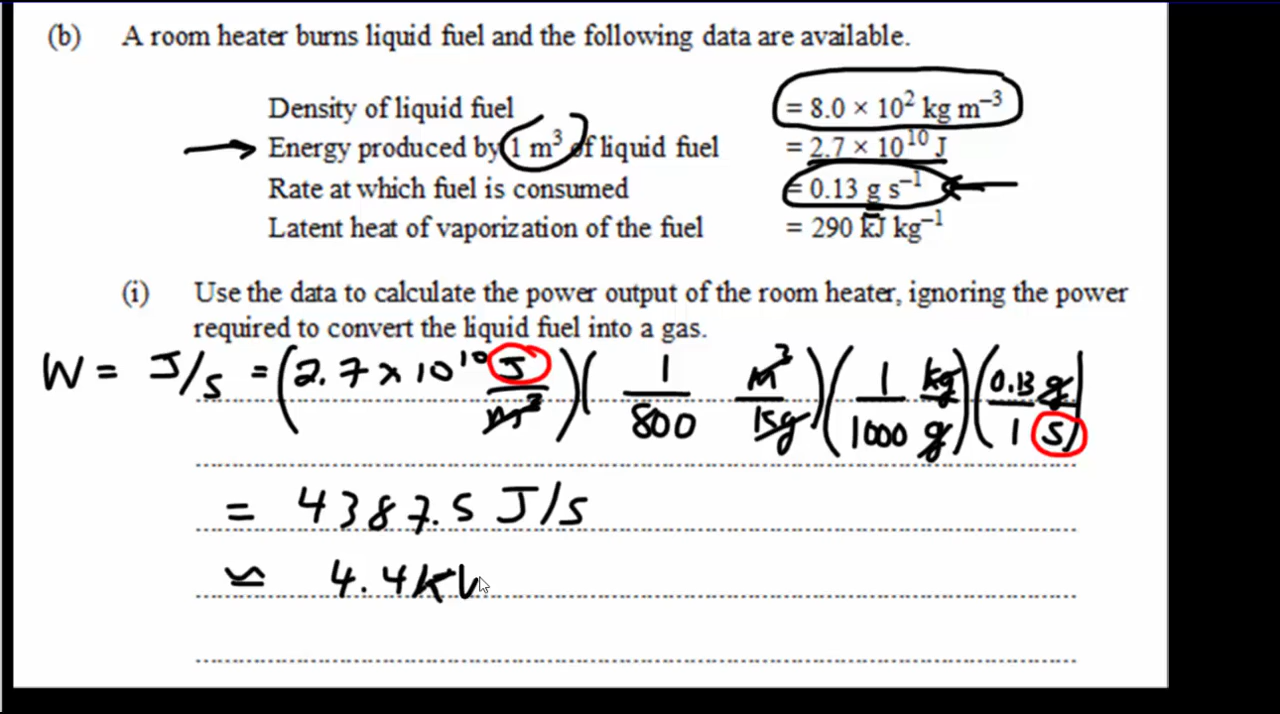 (b) A room heater burns liquid fuel and the following data are available.
Density of liquid fuel = 8.0 × 10² kg m⁻³
Energy produced by 1 m³ of liquid fuel = 2.7 × 10¹⁰ J
Rate at which fuel is consumed = 0.13 g s⁻¹
Latent heat of vaporization of the fuel = 290 kJ kg⁻¹
(i) Use the data to calculate the power output of the room heater, ignoring the power
required to convert the liquid fuel into a gas.
W = J/s = (2.7 × 10¹⁰ J/m³)(1/800 m³/kg)(1/1000 kg/g)(0.13 g/1 s)
= 4387.5 J/s
≃ 4.4 k